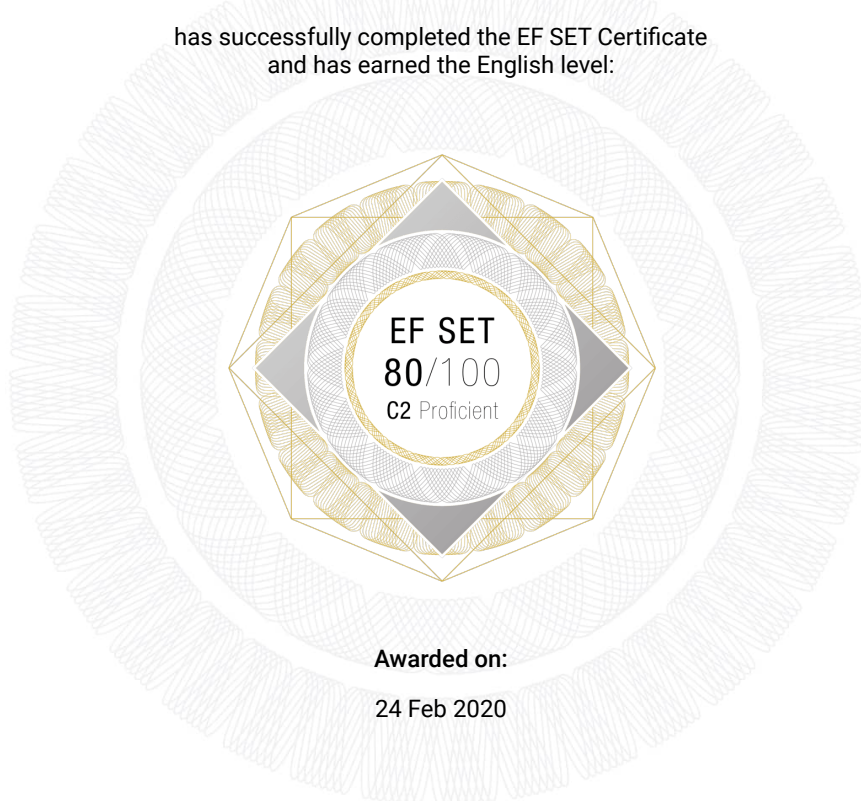 has successfully completed the EF SET Certificate
and has earned the English level:
EF SET
80/100
C2 Proficient
Awarded on:
24 Feb 2020